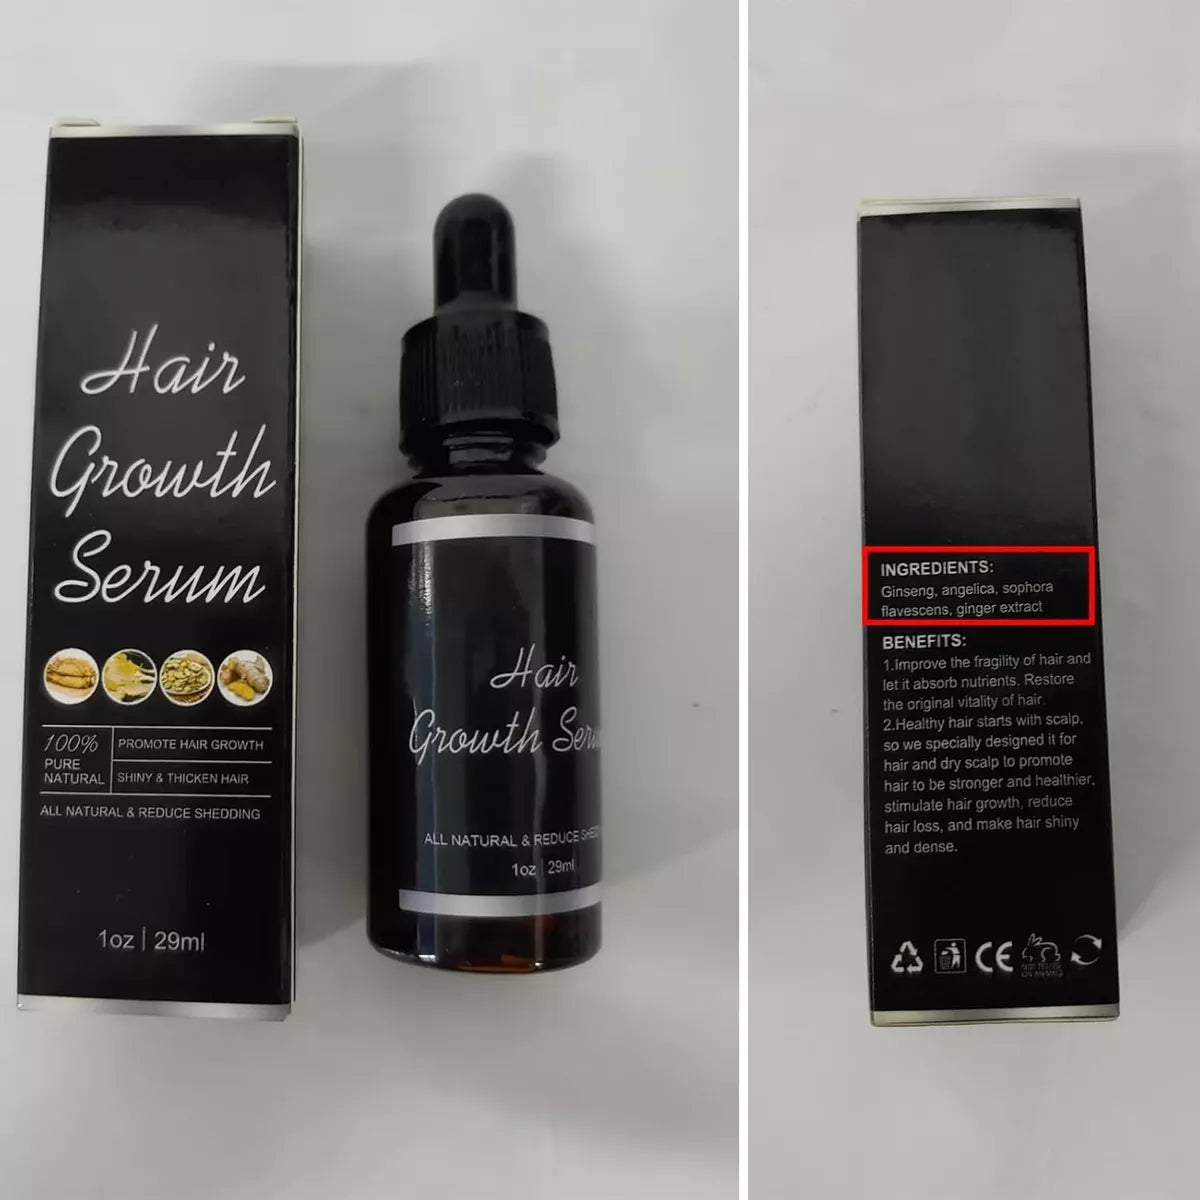 Hair
Growth
Serum
100%
PURE
NATURAL
PROMOTE HAIR GROWTH
SHINY & THICKEN HAIR
ALL NATURAL & REDUCE SHEDDING
1oz | 29ml
Hair
Growth
ALL NATURAL & REDUCE
1oz | 29ml
INGREDIENTS:
Ginseng, angelica, sophora
flavescens, ginger extract
BENEFITS:
1.Improve the fragility of hair and
let it absorb nutrients. Restore
the original vitality of hair.
2.Healthy hair starts with scalp,
so we specially designed it for
hair and dry scalp to promote
hair to be stronger and healthier,
stimulate hair growth, reduce
hair loss, and make hair shiny
and dense.
CE
NOT TESTED
ON ANIMALS